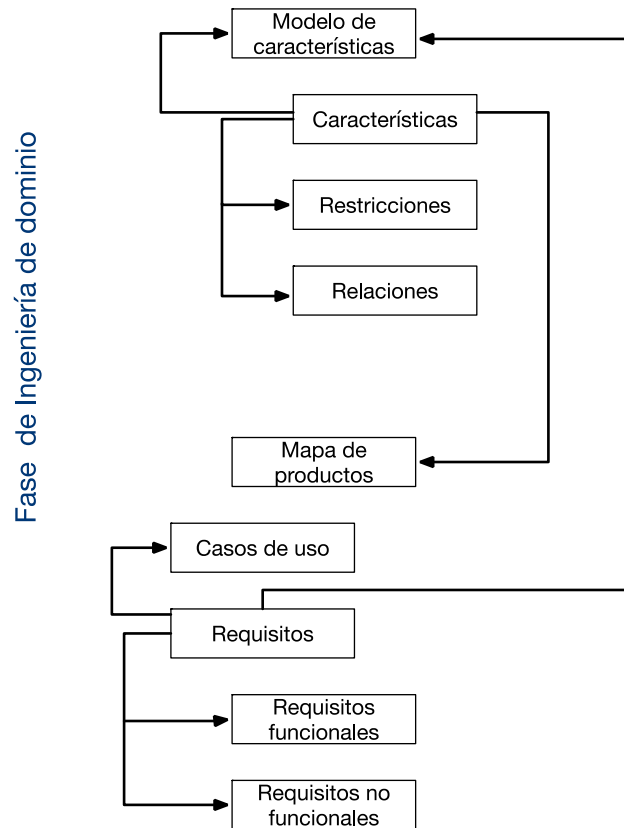 Fase de Ingeniería de dominio
Modelo de
características
Características
Restricciones
Relaciones
Mapa de
productos
Casos de uso
Requisitos
Requisitos
funcionales
Requisitos no
funcionales